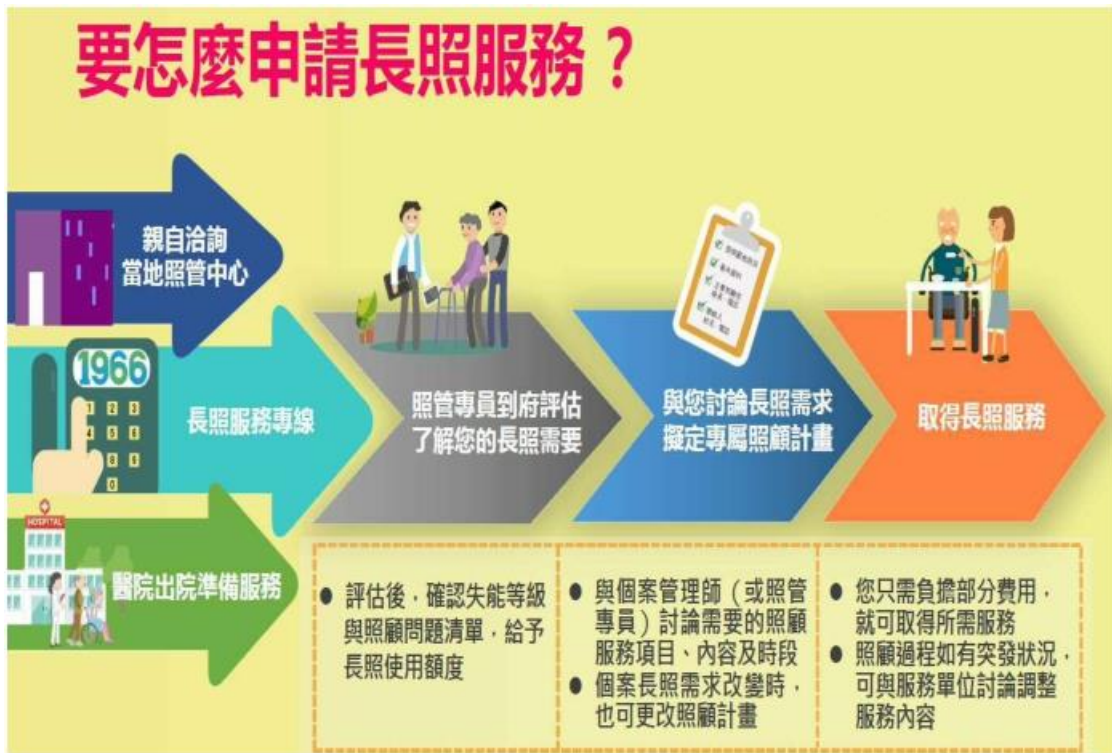 要怎麼申請長照服務？
親自洽詢
當地照管中心
1966
長照服務專線
HOSPITAL
醫院出院準備服務
照管專員到府評估
了解您的長照需要
與您討論長照需求
擬定專屬照顧計畫
取得長照服務
● 評估後，確認失能等級
與照顧問題清單，給予
長照使用額度
● 與個案管理師（或照管
專員）討論需要的照顧
服務項目、內容及時段
● 個案長照需求改變時，
也可更改照顧計畫
● 您只需負擔部分費用，
就可取得所需服務
● 照顧過程如有突發狀況，
可與服務單位討論調整
服務內容